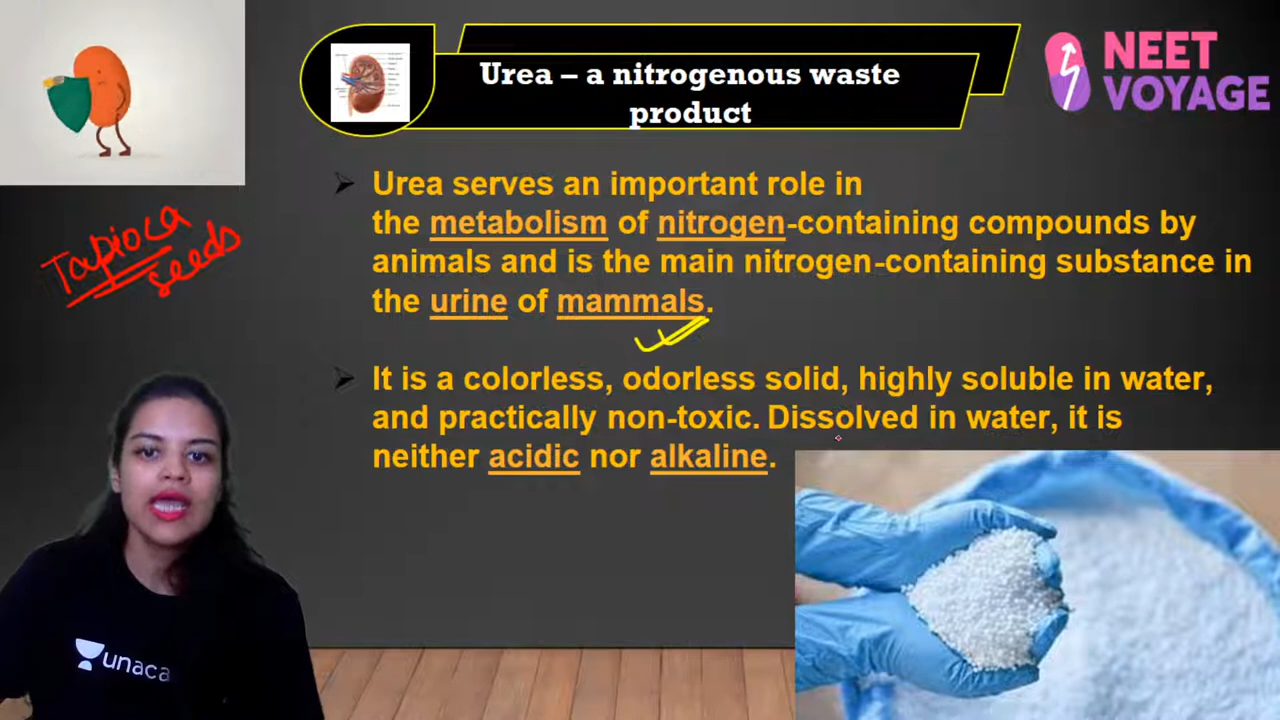 Urea – a nitrogenous waste
product
NEET
VOYAGE
Urea serves an important role in
the metabolism of nitrogen-containing compounds by
animals and is the main nitrogen-containing substance in
the urine of mammals.
Tapioca
seeds
It is a colorless, odorless solid, highly soluble in water,
and practically non-toxic. Dissolved in water, it is
neither acidic nor alkaline.
unaca